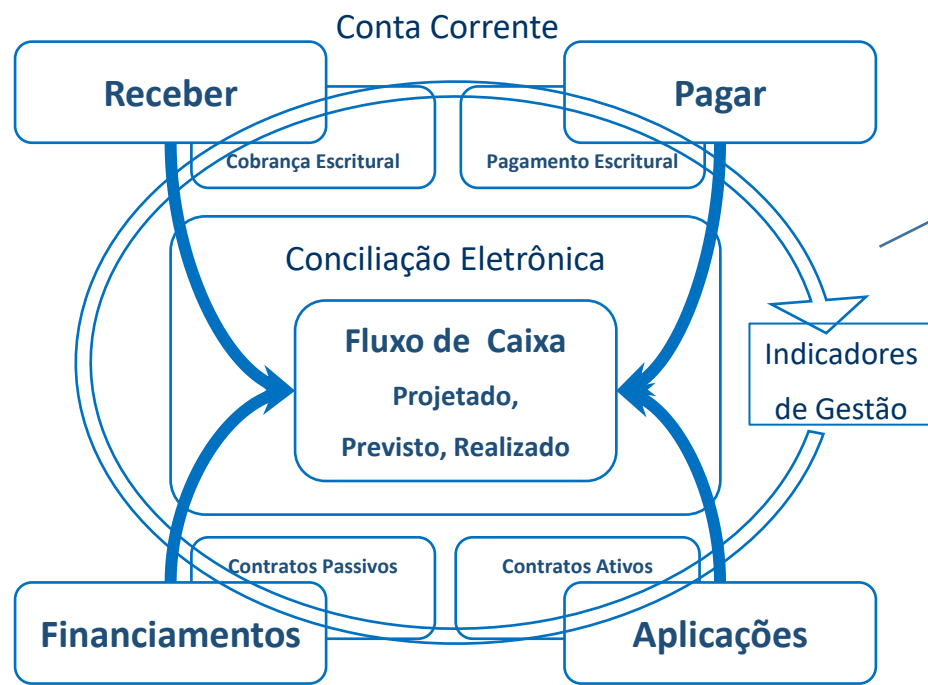 Conta Corrente
Receber
Pagar
Cobrança Escritural
Pagamento Escritural
Conciliação Eletrônica
Fluxo de Caixa
Projetado,
Previsto, Realizado
Indicadores
de Gestão
Contratos Passivos
Contratos Ativos
Financiamentos
Aplicações